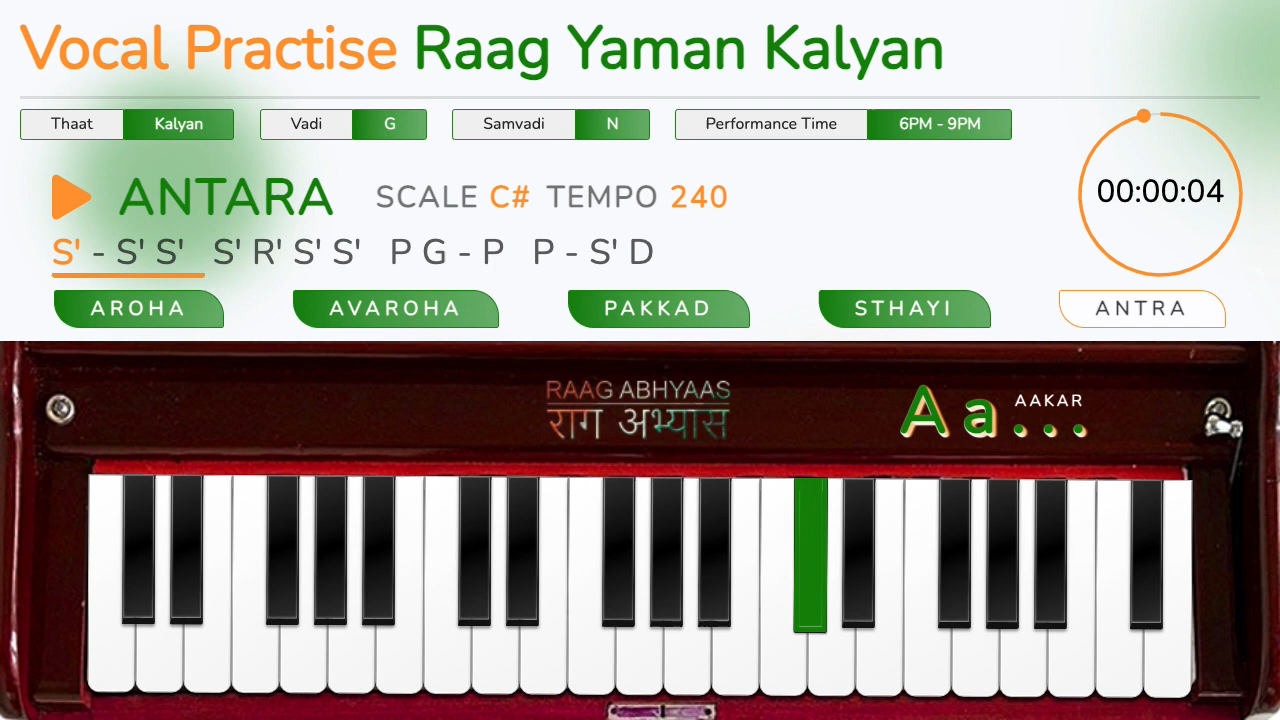 Vocal Practise Raag Yaman Kalyan
Thaat Kalyan Vadi G Samvadi N Performance Time 6PM - 9PM
00:00:04
ANTARA SCALE C# TEMPO 240
S' - S' S' S' R' S' S' P G - P P - S' D
AROHA AVAROHA PAKKAD STHAYI ANTRA
RAAG ABHYAAS
राग अभ्यास
A a . . . AAKAR